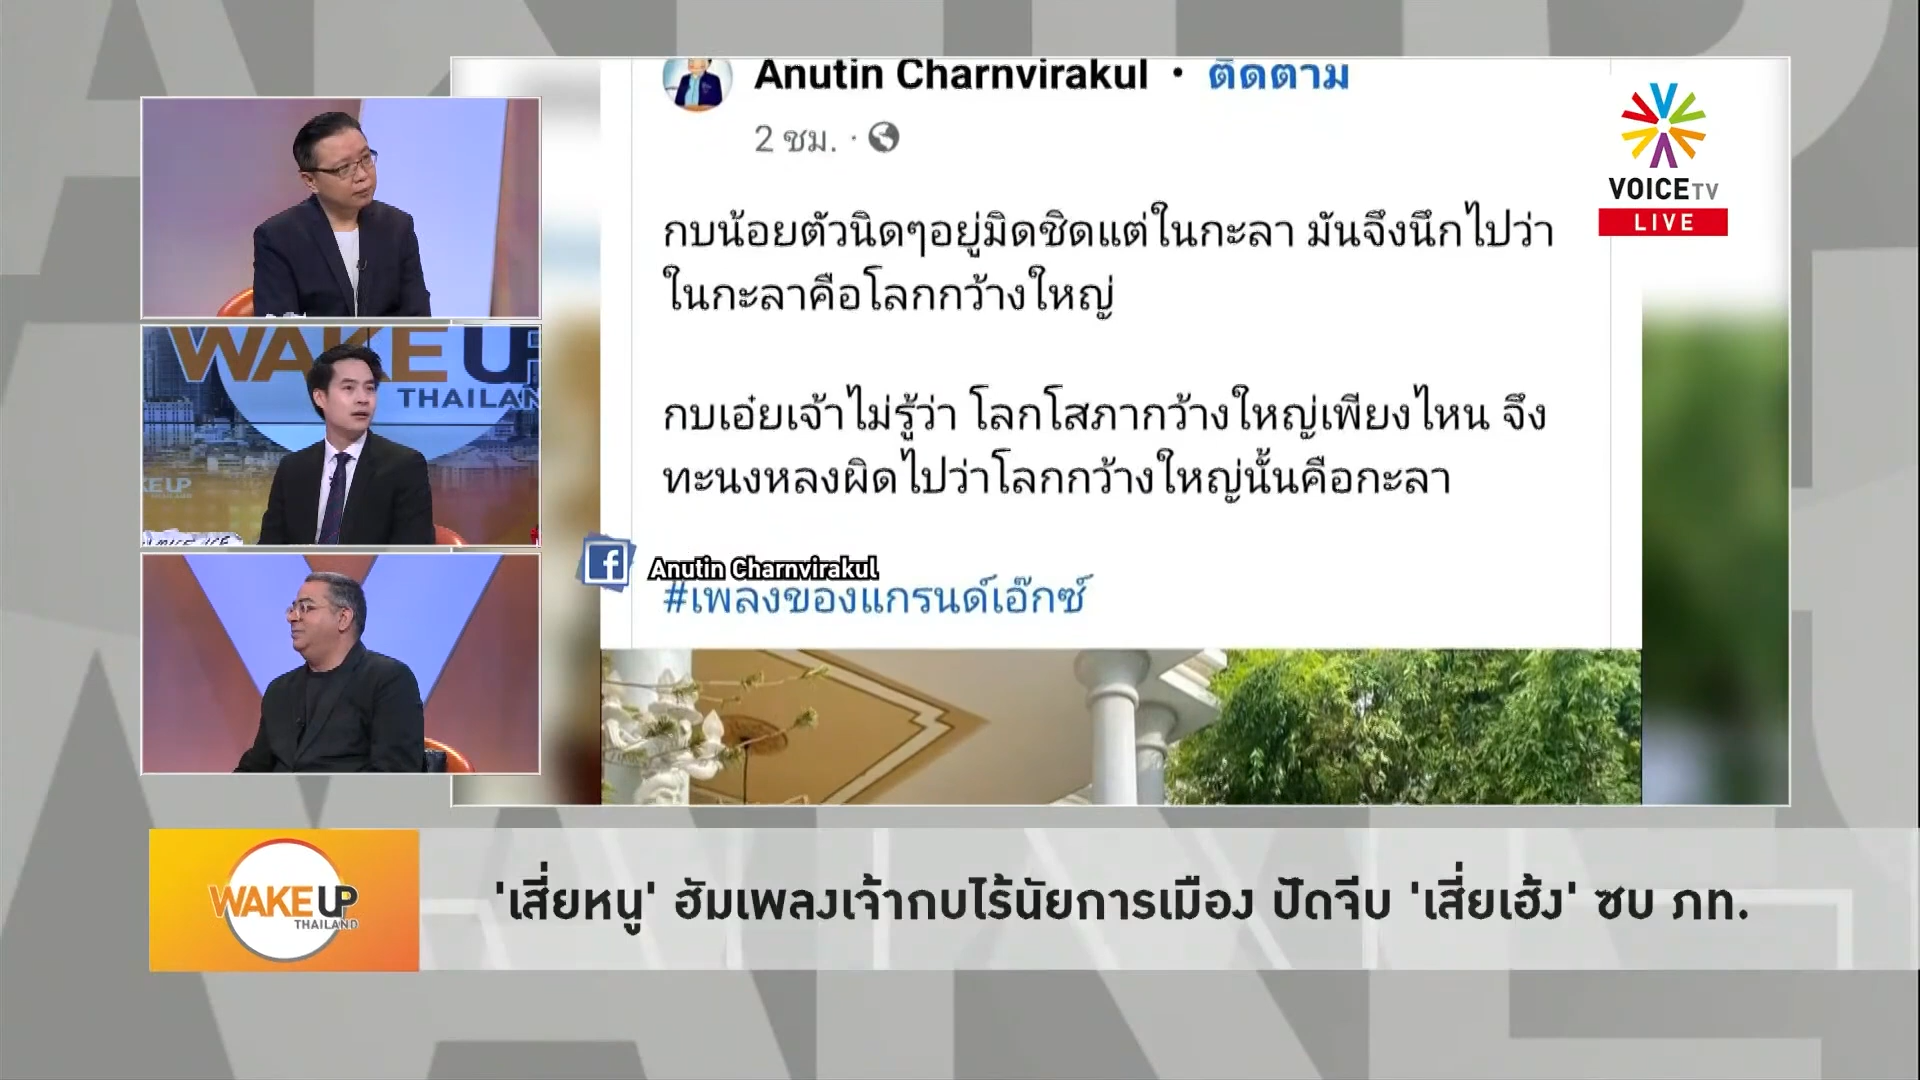 Anutin Charnvirakul · ติดตาม
2 ชม. ·
VOICE TV
LIVE
กบน้อยตัวนิดๆอยู่มิดชิดแต่ในกะลา มันจึงนึกไปว่า
ในกะลาคือโลกกว้างใหญ่
กบเอ๋ยเจ้าไม่รู้ว่า โลกโสภากว้างใหญ่เพียงไหน จึง
ทะนงหลงผิดไปว่าโลกกว้างใหญ่นั้นคือกะลา
f Anutin Charnvirakul
#เพลงของแกรนด์เอ๊กซ์
WAKE UP
THAILAN
KE UP
WAKE UP
THAILAND
'เสี่ยหนู' ฮัมเพลงเจ้ากบไร้นัยการเมือง ปัดจีบ 'เสี่ยเฮ้ง' ซบ ภท.